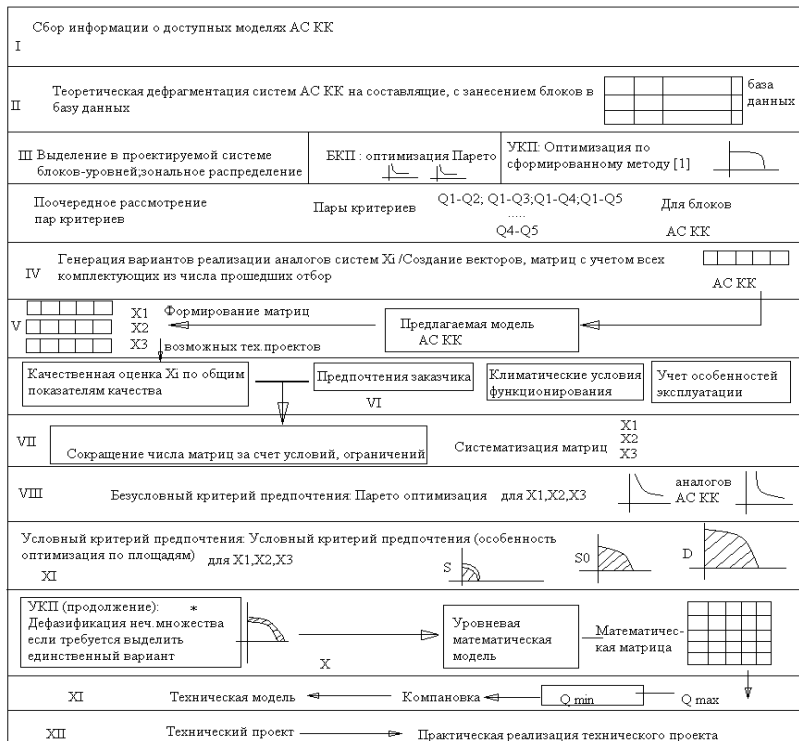 Сбор информации о доступных моделях АС КК
I
Теоретическая дефрагментация систем АС КК на составлящие, с занесением блоков в
базу данных
II
база
данных
III Выделение в проектируемой системе
блоков-уровней;зональное распределение
БКП : оптимизация Парето
УКП: Оптимизация по
сформированному методу [1]
Поочередное рассмотрение
пар критериев
Пары критериев
Q1-Q2; Q1-Q3;Q1-Q4;Q1-Q5
.....
Q4-Q5
Для блоков
АС КК
IV
Генерация вариантов реализации аналогов систем Xi /Создание векторов, матриц с учетом всех
комплектующих из числа прошедших отбор
АС КК
V
X1
X2
X3
Формирование матриц
возможных тех.проектов
Предлагаемая модель
АС КК
Качественная оценка Xi по общим
показателям качества
Предпочтения заказчика
VI
Климатические условия
функционирования
Учет особенностей
эксплуатации
VII
Сокращение числа матриц за счет условий, ограничений
Систематизация матриц
X1
X2
X3
VIII
Безусловный критерий предпочтения: Парето оптимизация для X1,X2,X3
аналогов
АС КК
Условный критерий предпочтения: Условный критерий предпочтения (особенность
оптимизация по площадям) для X1,X2,X3
XI
S
S0
D
УКП (продолжение): *
Дефазификация неч.множества
если требуется выделить
единственный вариант
X
Уровневая
математическая
модель
Математичес-
кая матрица
XI
Техническая модель
Компановка
Q min
Q max
XII
Технический проект
Практическая реализация технического проекта